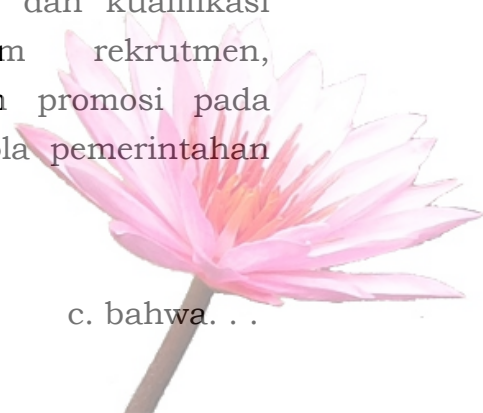 dan kualifikasi
rekrutmen,
promosi pada
pemerintahan
c. bahwa. . .